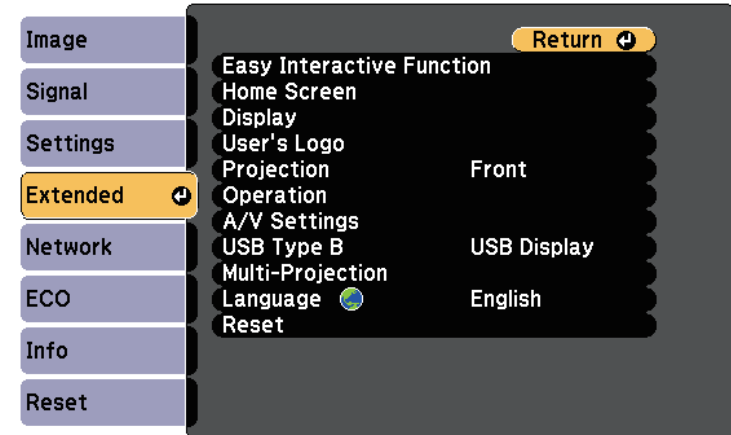 Image
Signal
Settings
Extended
Network
ECO
Info
Reset
Return
Easy Interactive Function
Home Screen
Display
User's Logo
Projection Front
Operation
A/V Settings
USB Type B USB Display
Multi-Projection
Language English
Reset